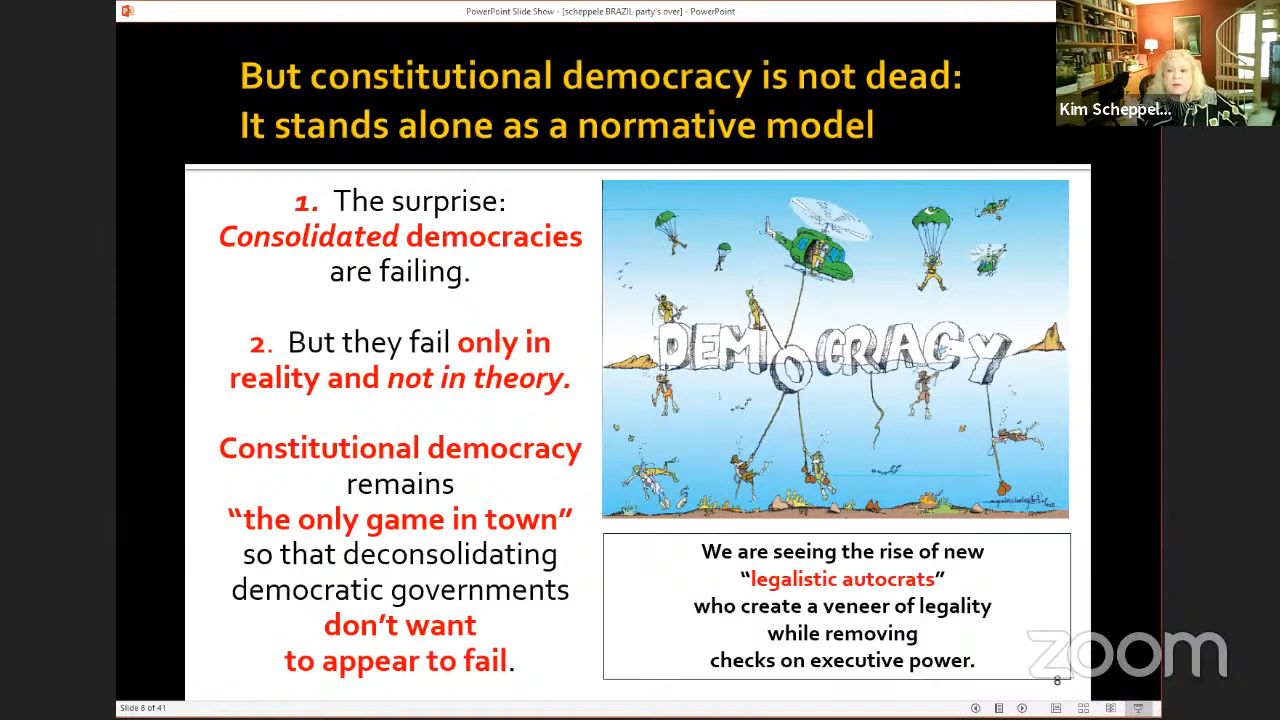 PowerPoint Slide Show - [scheppele BRAZIL party's over] - PowerPoint
But constitutional democracy is not dead:
It stands alone as a normative model
Kim Scheppel...
1. The surprise:
Consolidated democracies
are failing.
2. But they fail only in
reality and not in theory.
Constitutional democracy
remains
“the only game in town”
so that deconsolidating
democratic governments
don’t want
to appear to fail.
DEMOCRACY
We are seeing the rise of new
“legalistic autocrats”
who create a veneer of legality
while removing
checks on executive power.
zoom
8
Slide 8 of 41